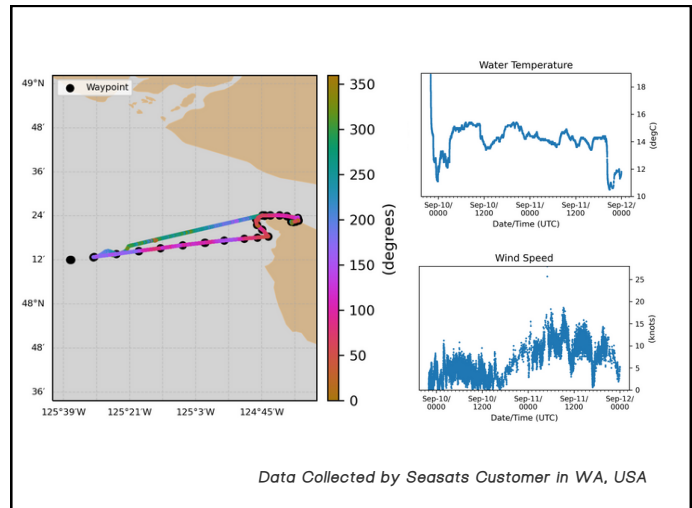 49°N
48′
36′
24′
12′
48°N
48′
36′
125°39′W
125°21′W
125°3′W
124°45′W
Waypoint
350
300
250
200
150
100
50
0
(degrees)
Water Temperature
18
16
14
12
10
(degC)
Sep-10/
0000
Sep-10/
1200
Sep-11/
0000
Sep-11/
1200
Sep-12/
0000
Date/Time (UTC)
Wind Speed
25
20
15
10
5
0
(knots)
Sep-10/
0000
Sep-10/
1200
Sep-11/
0000
Sep-11/
1200
Sep-12/
0000
Date/Time (UTC)
Data Collected by Seasats Customer in WA, USA